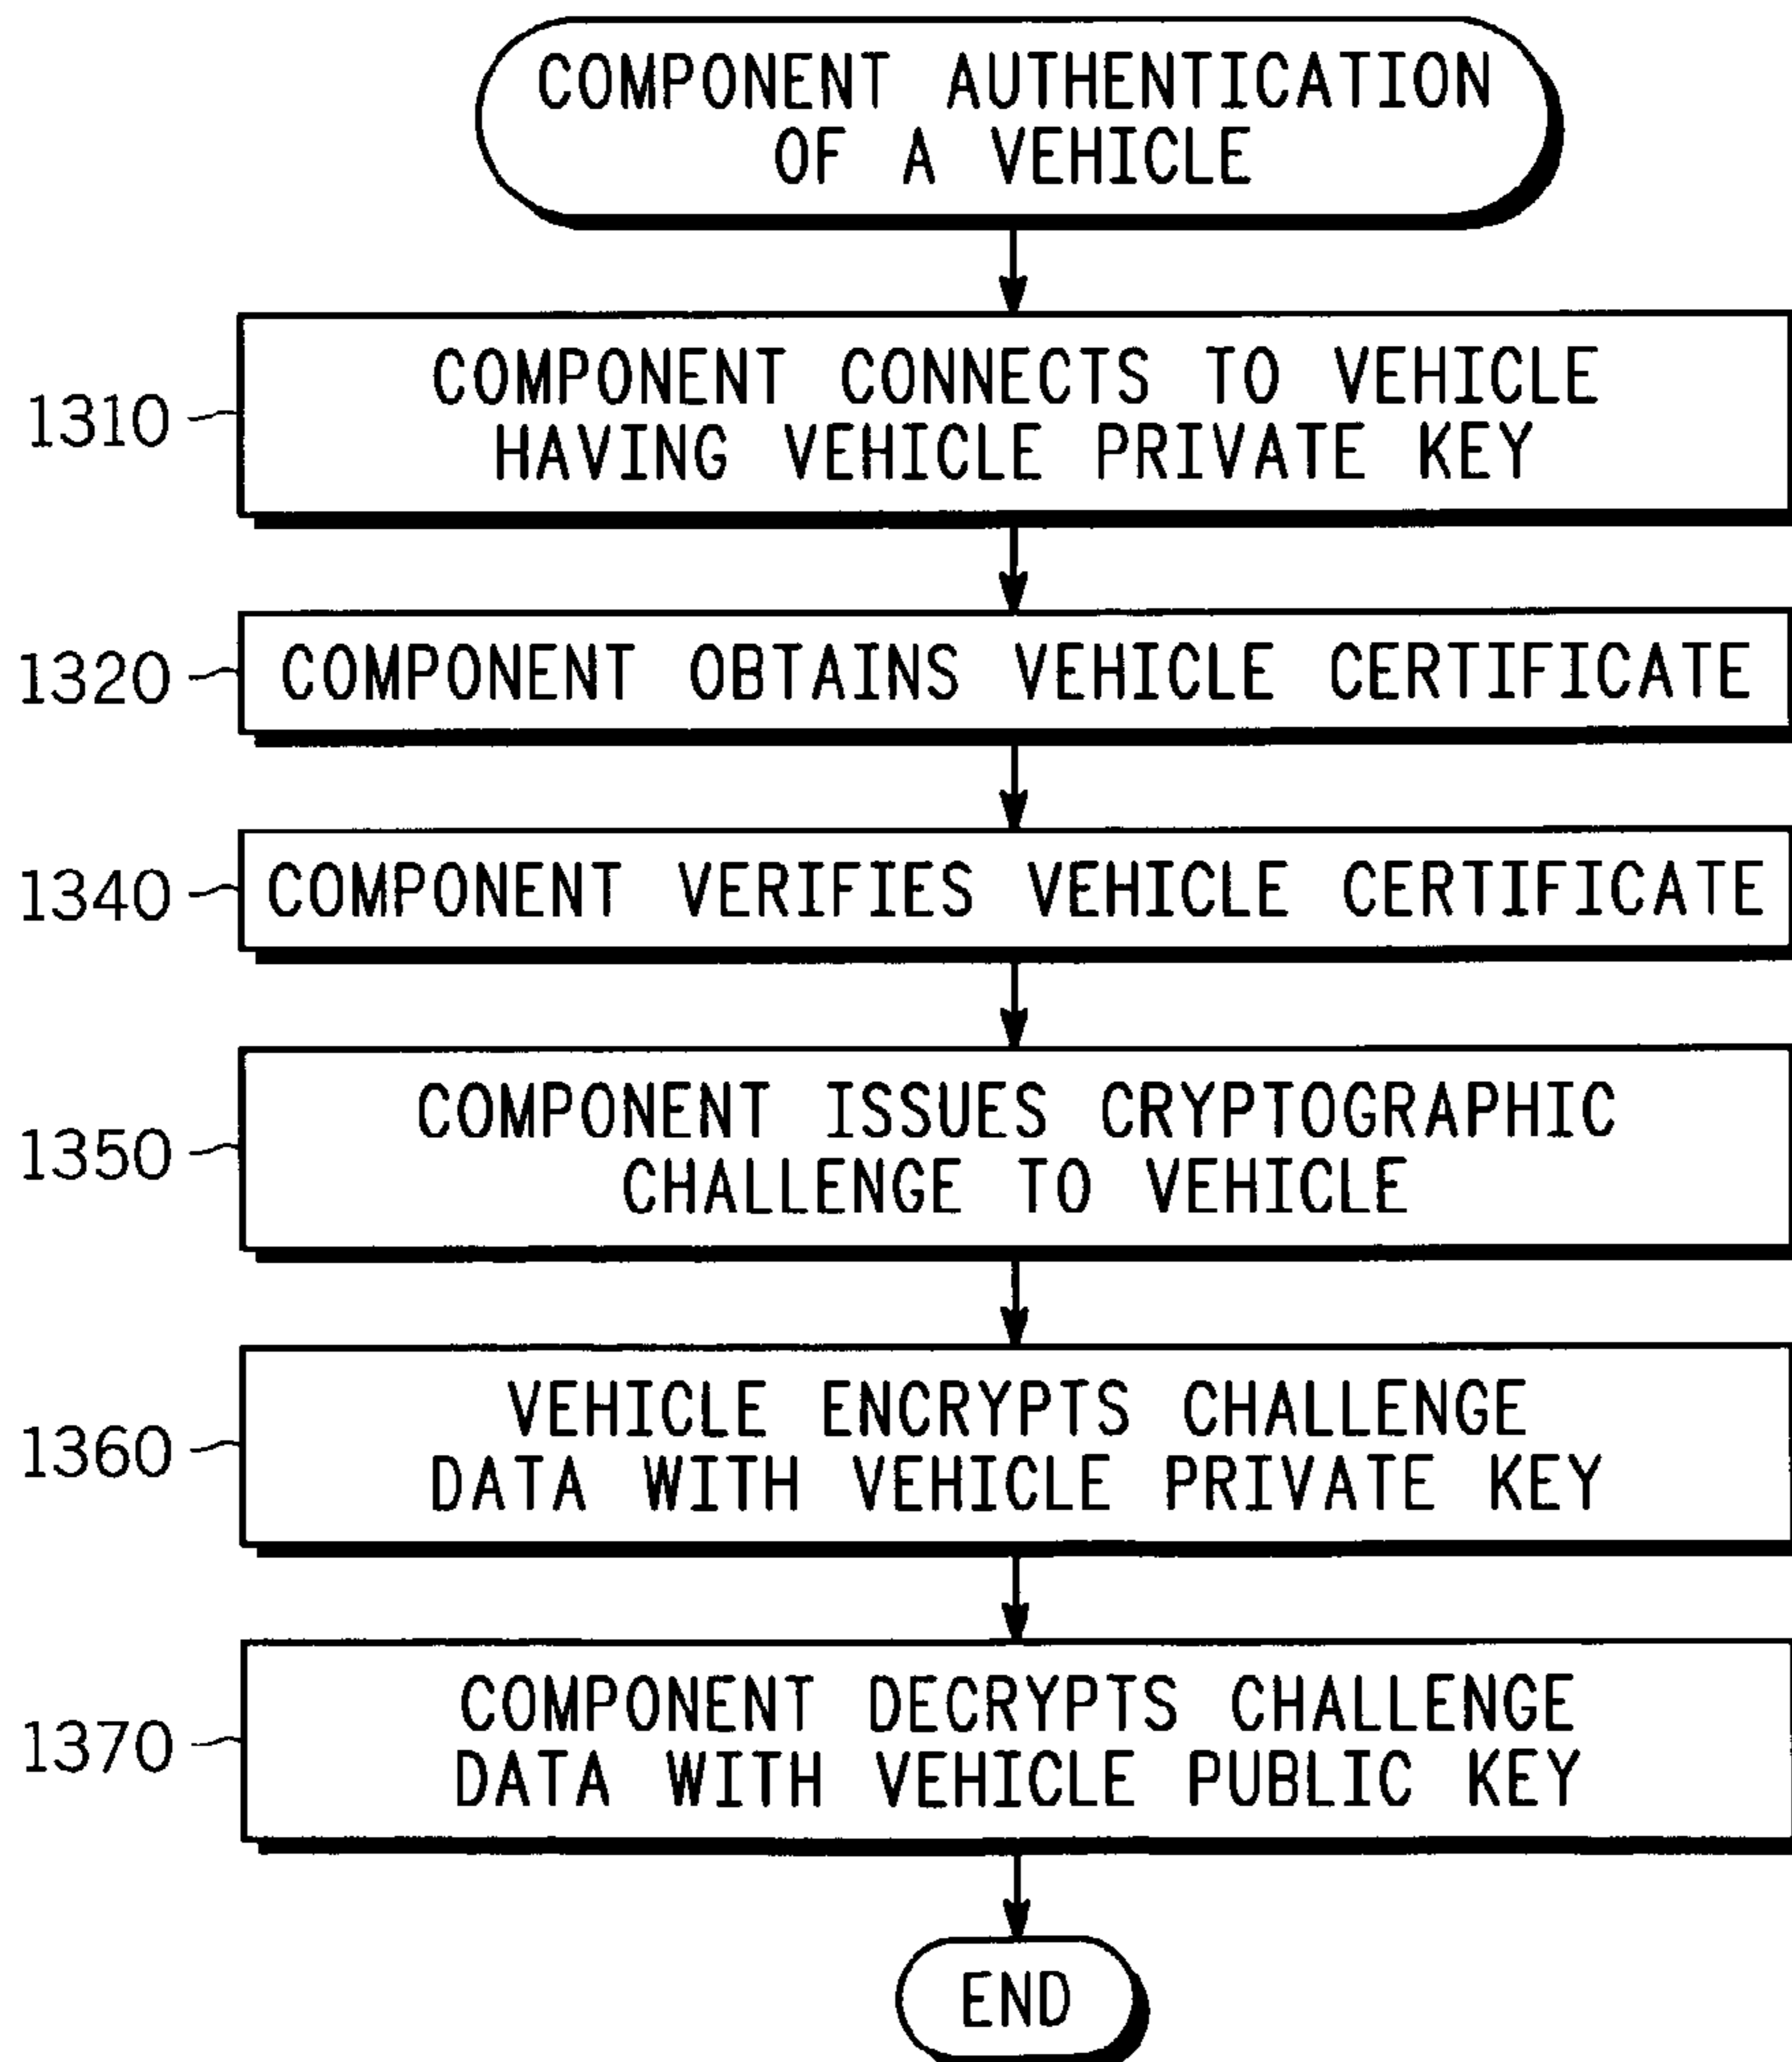 COMPONENT AUTHENTICATION
OF A VEHICLE
1310
COMPONENT CONNECTS TO VEHICLE
HAVING VEHICLE PRIVATE KEY
1320
COMPONENT OBTAINS VEHICLE CERTIFICATE
1340
COMPONENT VERIFIES VEHICLE CERTIFICATE
1350
COMPONENT ISSUES CRYPTOGRAPHIC
CHALLENGE TO VEHICLE
1360
VEHICLE ENCRYPTS CHALLENGE
DATA WITH VEHICLE PRIVATE KEY
1370
COMPONENT DECRYPTS CHALLENGE
DATA WITH VEHICLE PUBLIC KEY
END